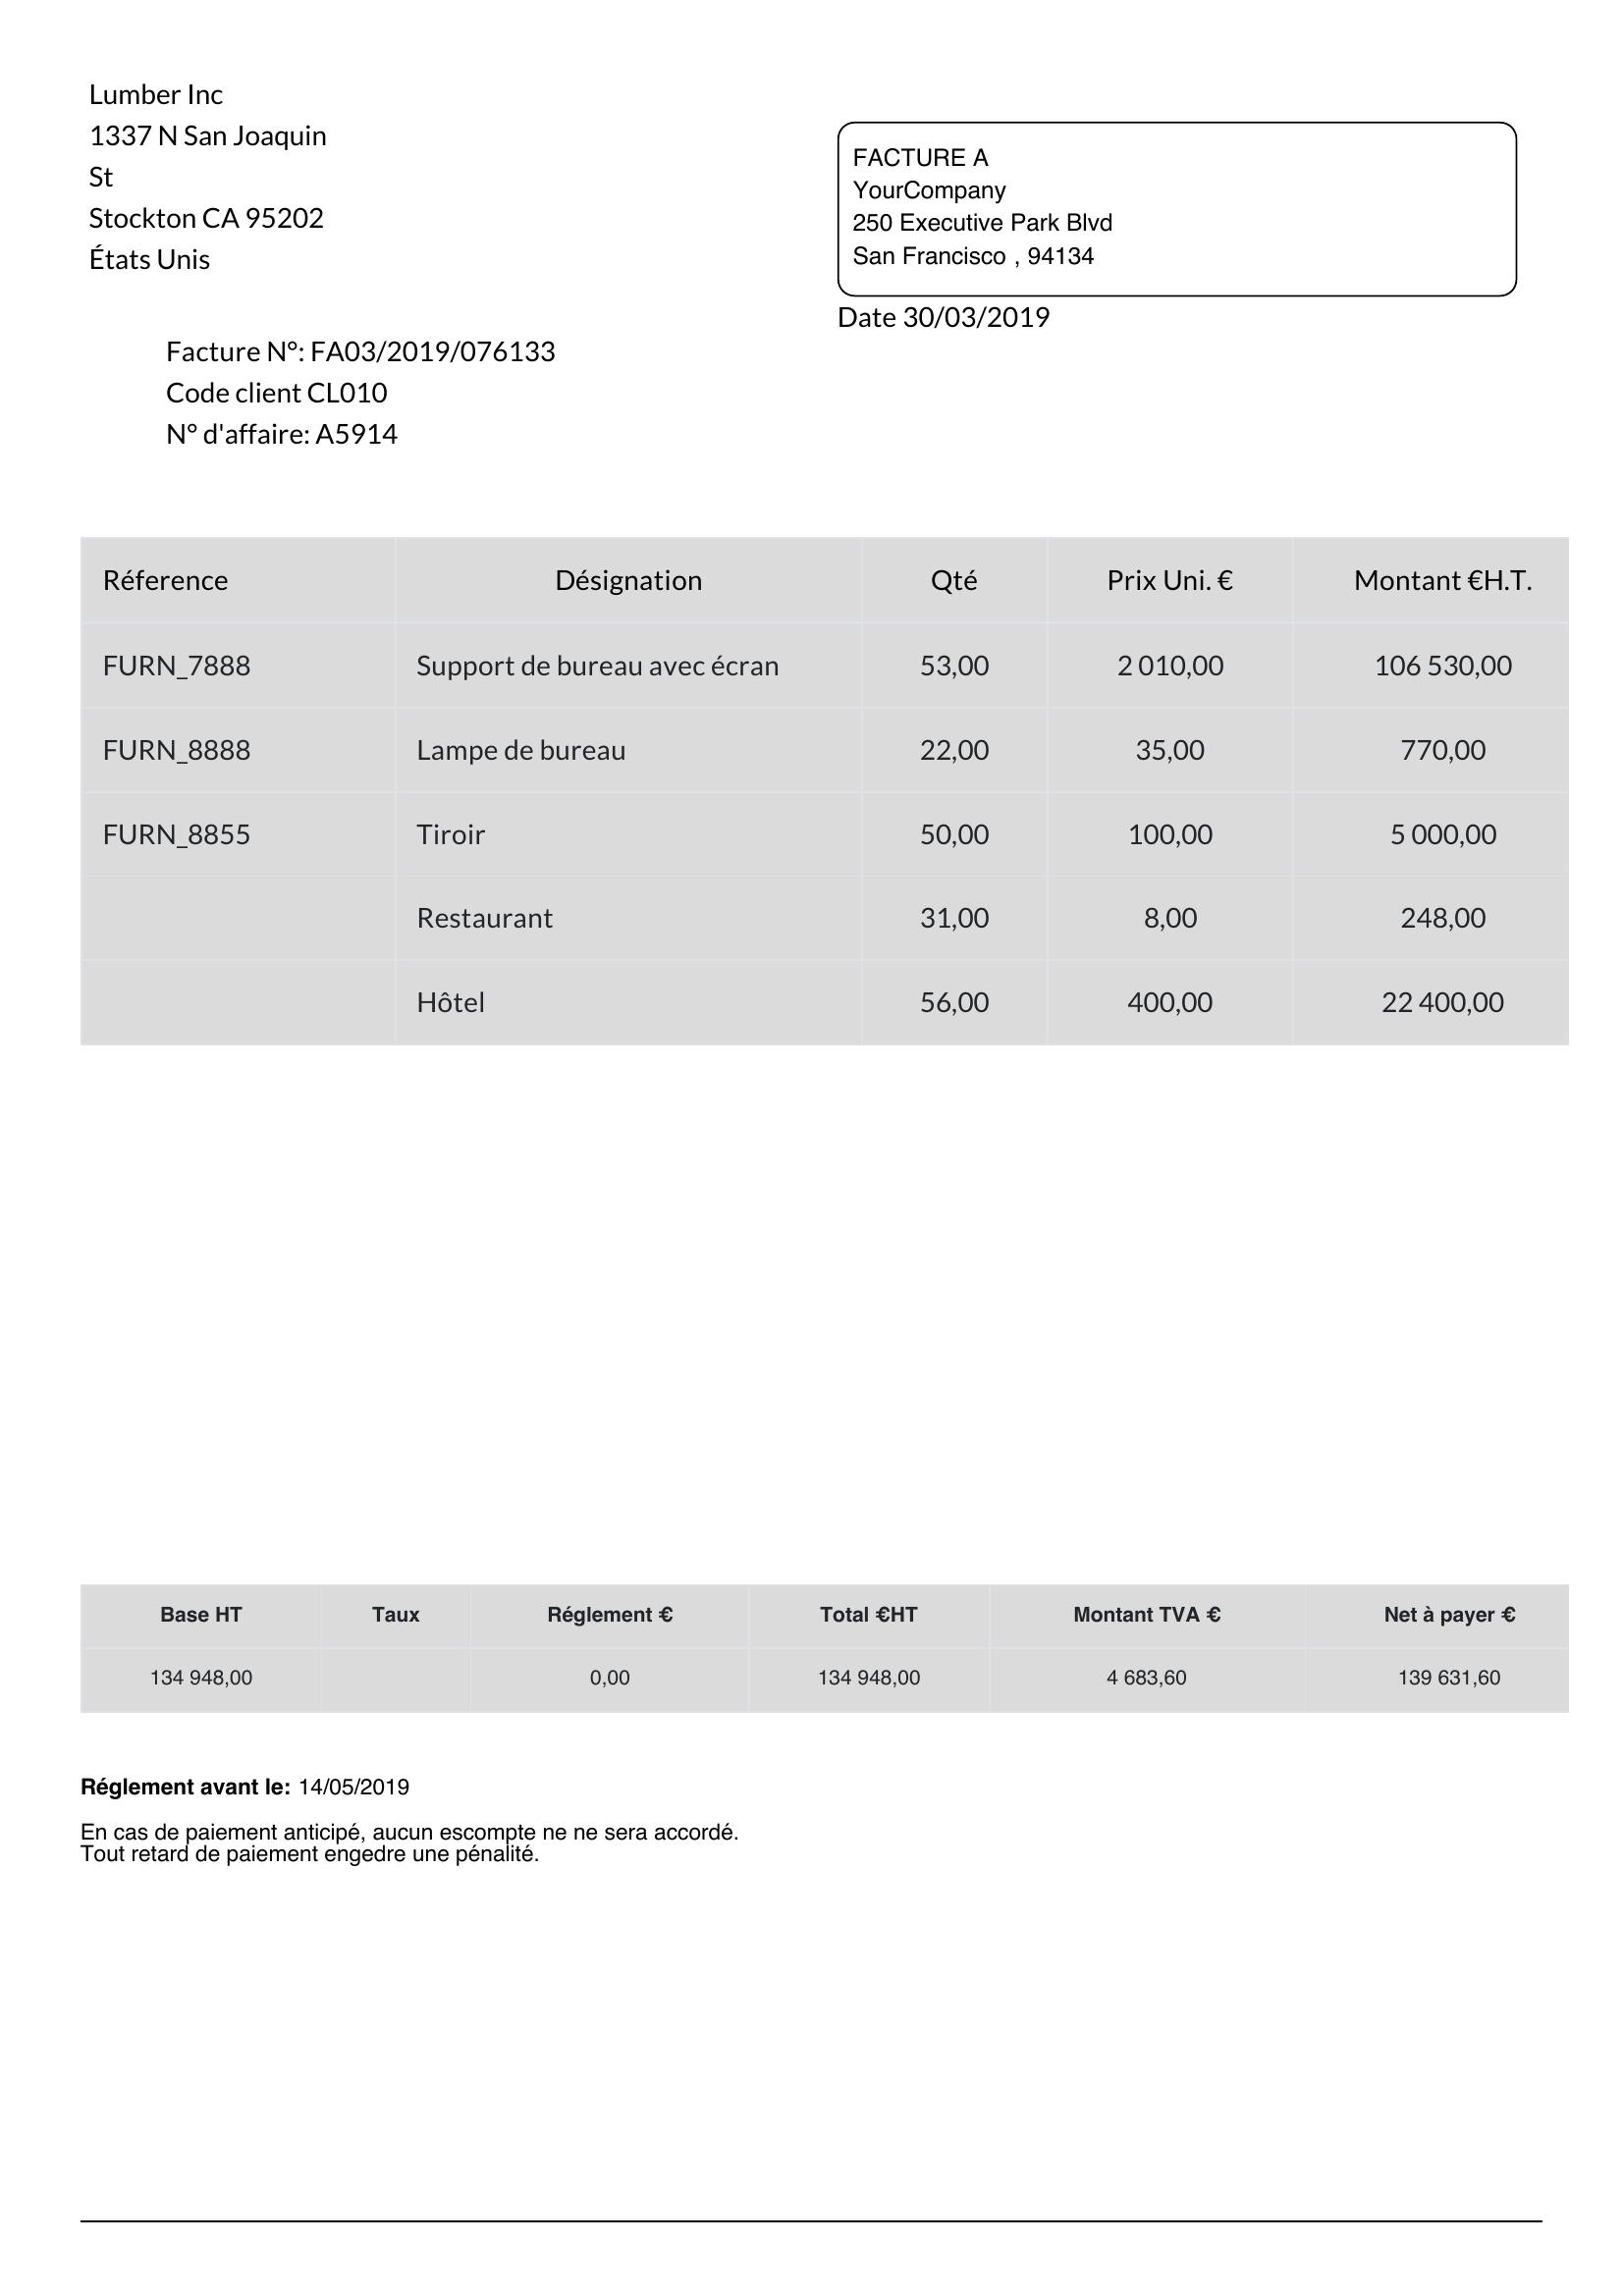 Lumber Inc
1337 N San Joaquin
St
Stockton CA 95202
États Unis
FACTURE A
YourCompany
250 Executive Park Blvd
San Francisco , 94134
Date 30/03/2019
Facture N°: FA03/2019/076133
Code client CL010
N° d'affaire: A5914
Réference Désignation Qté Prix Uni. € Montant €H.T.
FURN_7888 Support de bureau avec écran 53,00 2 010,00 106 530,00
FURN_8888 Lampe de bureau 22,00 35,00 770,00
FURN_8855 Tiroir 50,00 100,00 5 000,00
Restaurant 31,00 8,00 248,00
Hôtel 56,00 400,00 22 400,00
Base HT Taux Réglement € Total €HT Montant TVA € Net à payer €
134 948,00 0,00 134 948,00 4 683,60 139 631,60
Réglement avant le: 14/05/2019
En cas de paiement anticipé, aucun escompte ne ne sera accordé.
Tout retard de paiement engedre une pénalité.